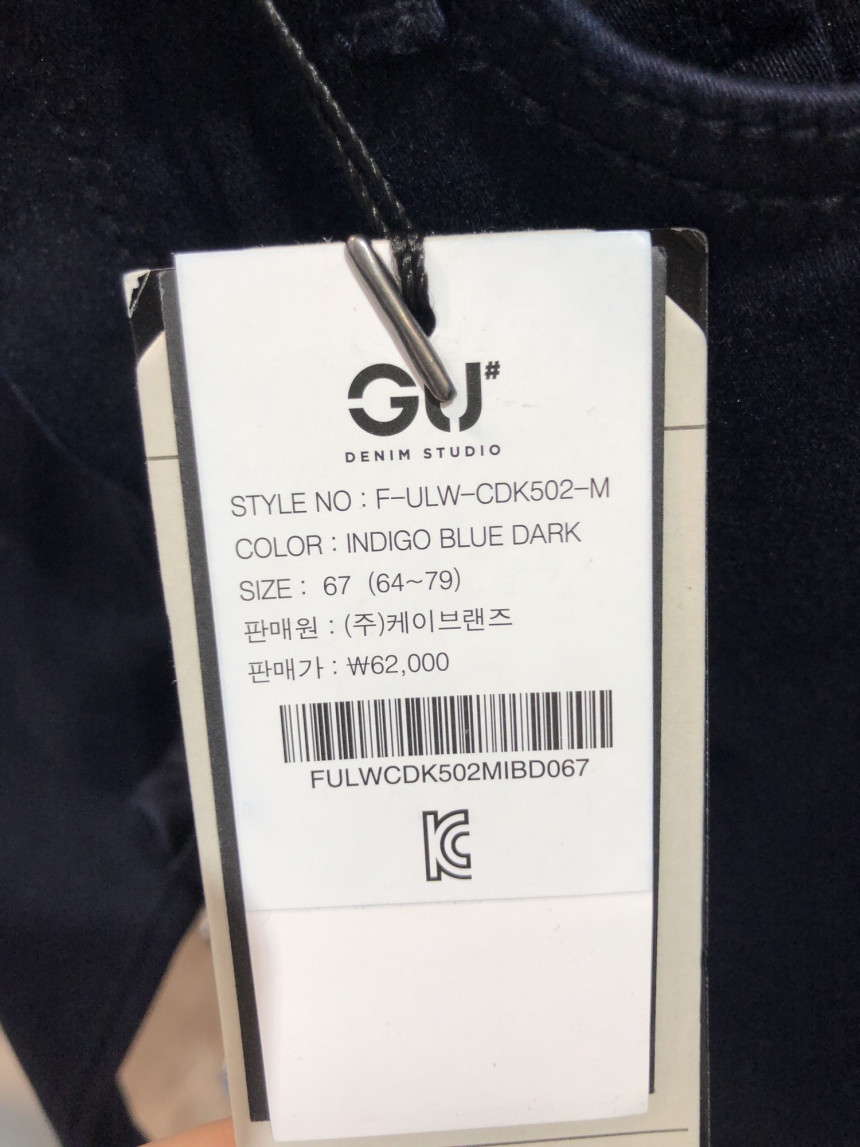 GU#
DENIM STUDIO
STYLE NO : F-ULW-CDK502-M
COLOR : INDIGO BLUE DARK
SIZE : 67 (64~79)
판매원 : (주)케이브랜즈
판매가 : ₩62,000
FULWCDK502MIBD067
KC